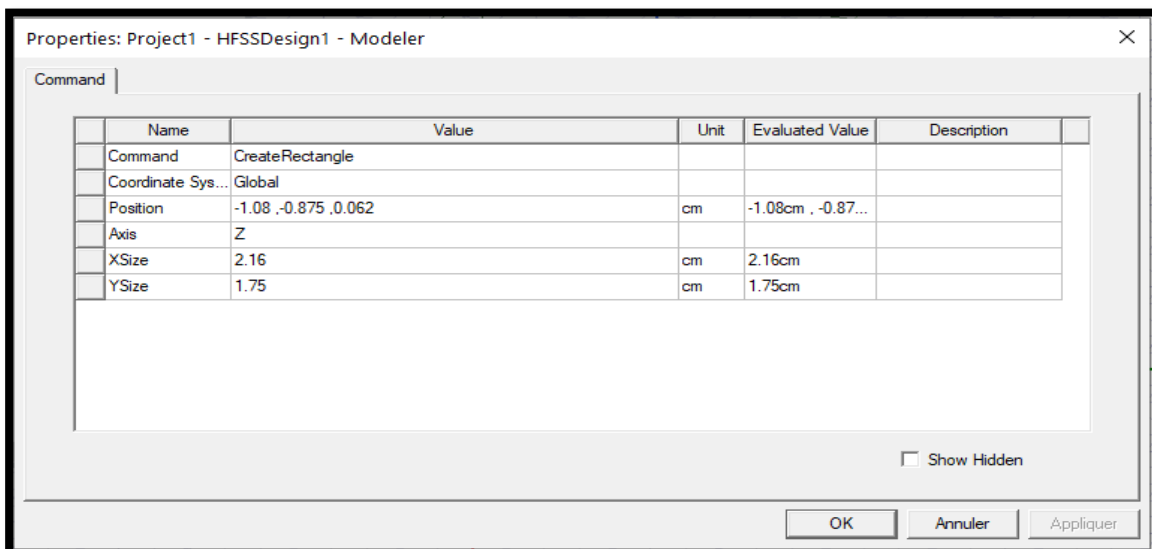 Properties: Project1 - HFSSDesign1 - Modeler
Command
Name Value Unit Evaluated Value Description
Command CreateRectangle
Coordinate Sys... Global
Position -1.08 ,-0.875 ,0.062 cm -1.08cm , -0.87...
Axis Z
XSize 2.16 cm 2.16cm
YSize 1.75 cm 1.75cm
Show Hidden
OK Annuler Appliquer